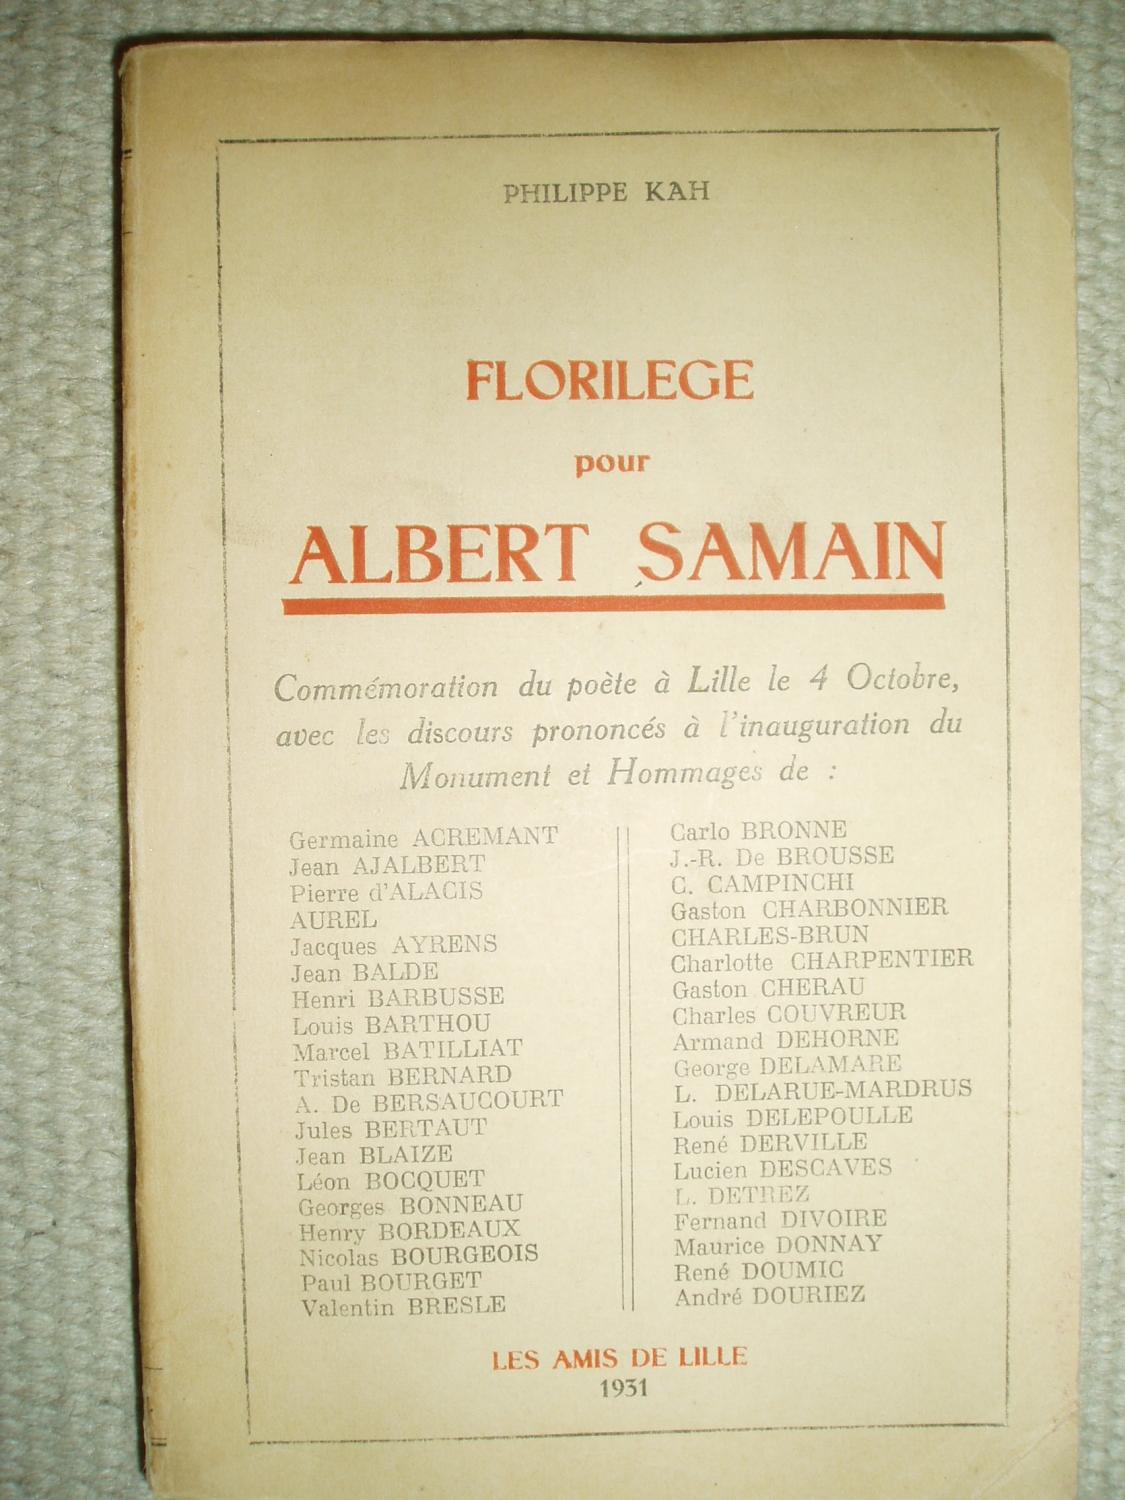 PHILIPPE KAH
FLORILEGE
pour
ALBERT SAMAIN
Commémoration du poète à Lille le 4 Octobre,
avec les discours prononcés à l'inauguration du
Monument et Hommages de :
Germaine ACREMANT
Jean AJALBERT
Pierre d'ALACIS
AUREL
Jacques AYRENS
Jean BALDE
Henri BARBUSSE
Louis BARTHOU
Marcel BATILLIAT
Tristan BERNARD
A. De BERSAUCOURT
Jules BERTAUT
Jean BLAIZE
Léon BOCQUET
Georges BONNEAU
Henry BORDEAUX
Nicolas BOURGEOIS
Paul BOURGET
Valentin BRESLE
Carlo BRONNE
J.-R. De BROUSSE
C. CAMPINCHI
Gaston CHARBONNIER
CHARLES-BRUN
Charlotte CHARPENTIER
Gaston CHERAU
Charles COUVREUR
Armand DEHORNE
George DELAMARE
L. DELARUE-MARDRUS
Louis DELEPOULLE
René DERVILLE
Lucien DESCAVES
L. DETREZ
Fernand DIVOIRE
Maurice DONNAY
René DOUMIC
André DOURIEZ
LES AMIS DE LILLE
1931